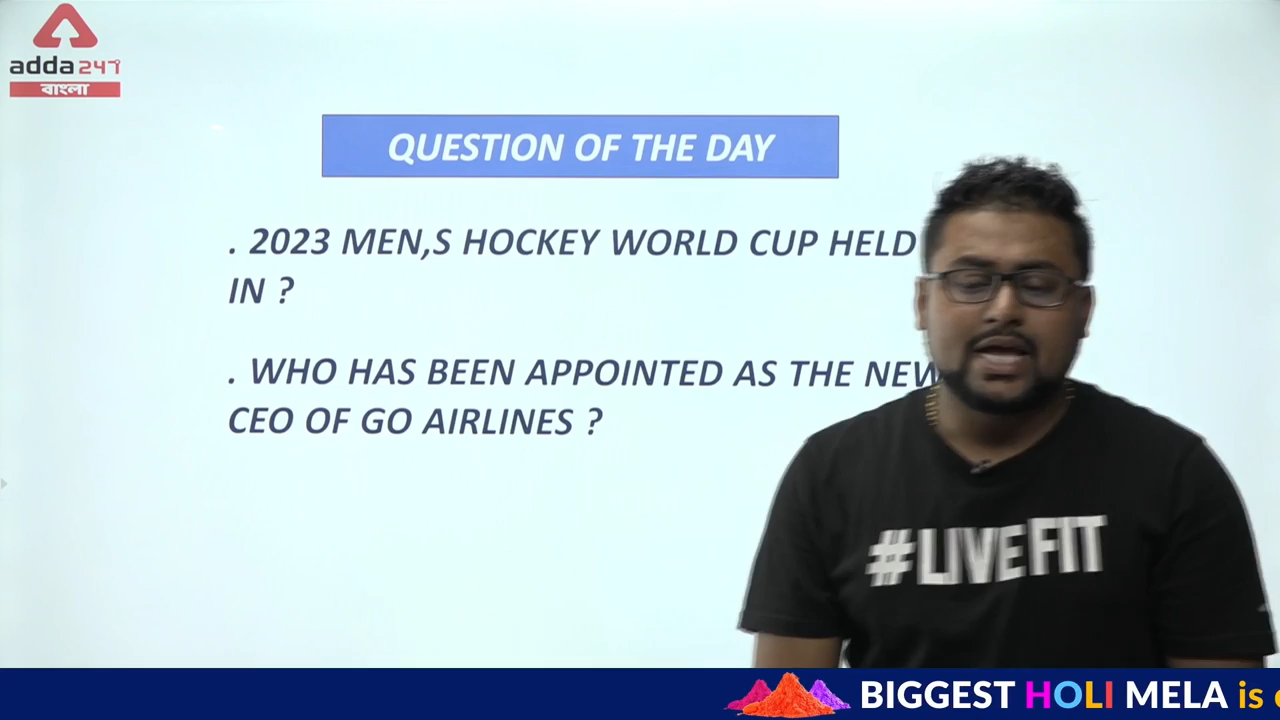 adda247
বাংলা
QUESTION OF THE DAY
. 2023 MEN,S HOCKEY WORLD CUP HELD
IN ?
. WHO HAS BEEN APPOINTED AS THE NEW
CEO OF GO AIRLINES ?
#LIVEFIT
BIGGEST HOLI MELA is